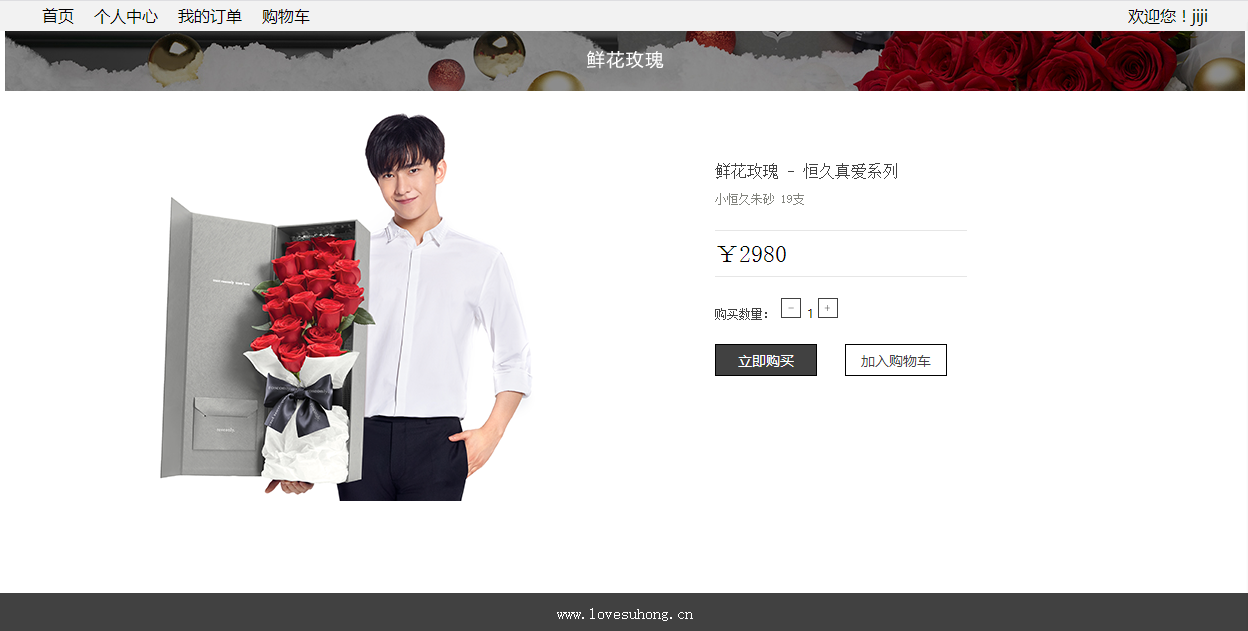 首页 个人中心 我的订单 购物车 欢迎您！jiji
鲜花玫瑰
鲜花玫瑰 - 恒久真爱系列
小恒久朱砂 19支
￥2980
购买数量： － 1 +
立即购买 加入购物车
www.lovesuhong.cn